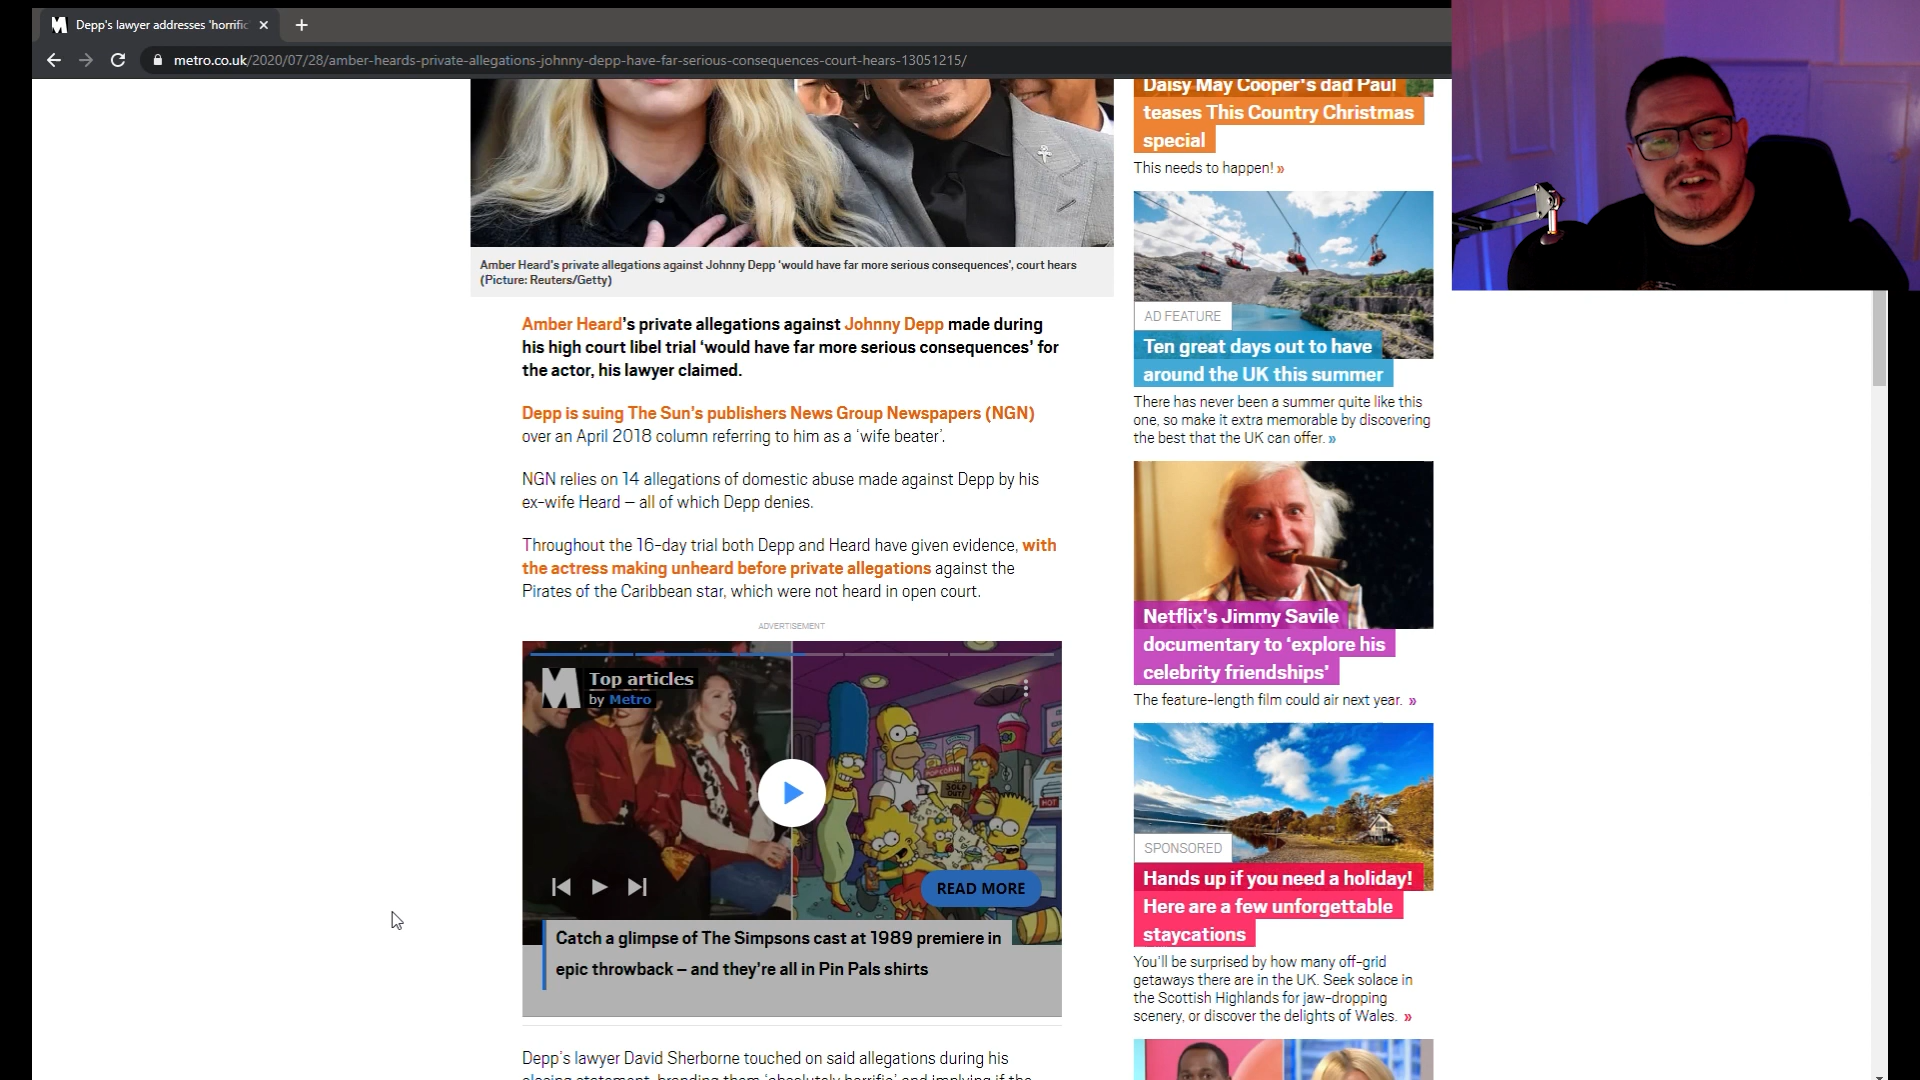 Depp's lawyer addresses 'horrific
metro.co.uk/2020/07/28/amber-heards-private-allegations-johnny-depp-have-far-serious-consequences-court-hears-13051215/
Amber Heard's private allegations against Johnny Depp 'would have far more serious consequences', court hears
(Picture: Reuters/Getty)
Amber Heard's private allegations against Johnny Depp made during
his high court libel trial ‘would have far more serious consequences’ for
the actor, his lawyer claimed.
Depp is suing The Sun’s publishers News Group Newspapers (NGN)
over an April 2018 column referring to him as a ‘wife beater’.
NGN relies on 14 allegations of domestic abuse made against Depp by his
ex-wife Heard – all of which Depp denies.
Throughout the 16-day trial both Depp and Heard have given evidence, with
the actress making unheard before private allegations against the
Pirates of the Caribbean star, which were not heard in open court.
ADVERTISEMENT
M Top articles
by Metro
POPCORN
SOLD
OUT!
HOT
READ MORE
Catch a glimpse of The Simpsons cast at 1989 premiere in
epic throwback – and they’re all in Pin Pals shirts
Depp’s lawyer David Sherborne touched on said allegations during his
closing statement, branding them ‘absolutely horrific’ and implying if the
Daisy May Cooper's dad Paul
teases This Country Christmas
special
This needs to happen! »
AD FEATURE
Ten great days out to have
around the UK this summer
There has never been a summer quite like this
one, so make it extra memorable by discovering
the best that the UK can offer. »
Netflix's Jimmy Savile
documentary to ‘explore his
celebrity friendships’
The feature-length film could air next year. »
SPONSORED
Hands up if you need a holiday!
Here are a few unforgettable
staycations
You'll be surprised by how many off-grid
getaways there are in the UK. Seek solace in
the Scottish Highlands for jaw-dropping
scenery, or discover the delights of Wales. »